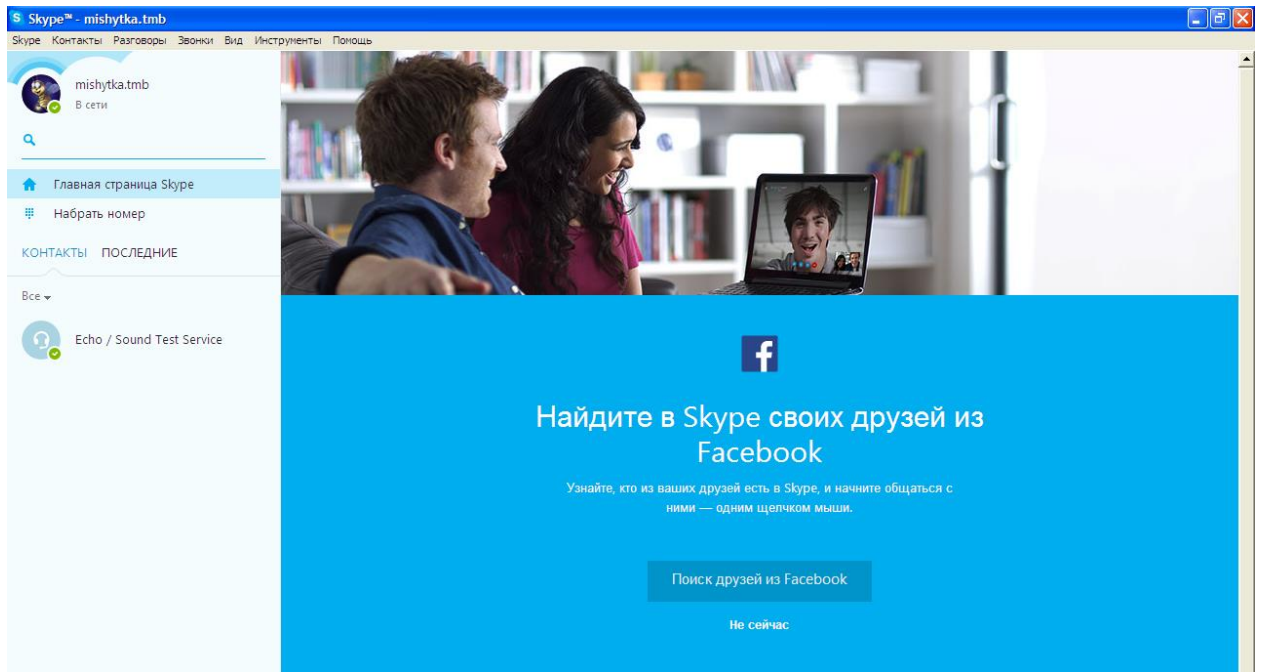 Skype™ - mishytka.tmb
Skype Контакты Разговоры Звонки Вид Инструменты Помощь
mishytka.tmb
В сети
Главная страница Skype
Набрать номер
КОНТАКТЫ ПОСЛЕДНИЕ
Все
Echo / Sound Test Service
Найдите в Skype своих друзей из
Facebook
Узнайте, кто из ваших друзей есть в Skype, и начните общаться с
ними — одним щелчком мыши.
Поиск друзей из Facebook
Не сейчас